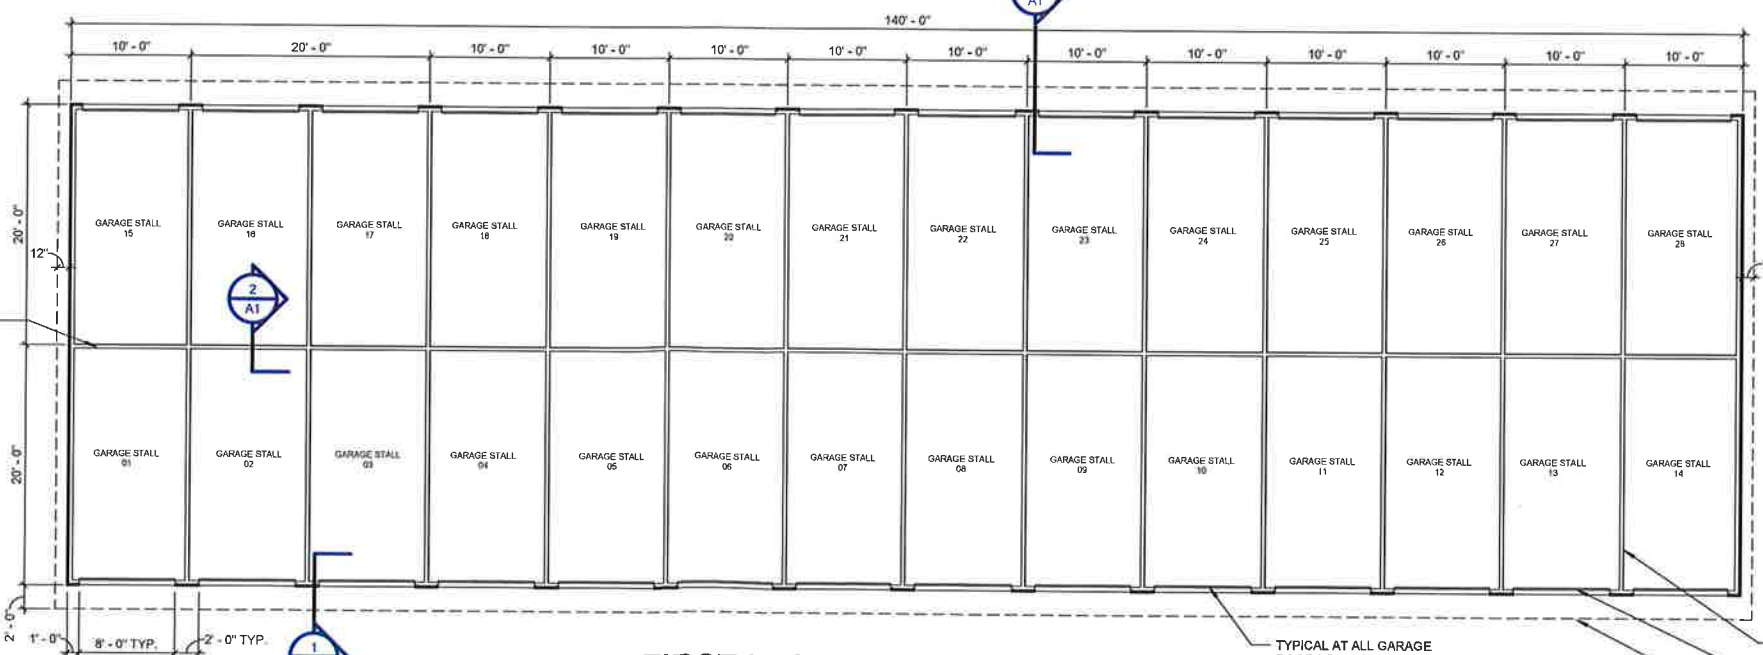 A1
140' - 0"
10' - 0" 20' - 0" 10' - 0" 10' - 0" 10' - 0" 10' - 0" 10' - 0" 10' - 0" 10' - 0" 10' - 0" 10' - 0" 10' - 0" 10' - 0"
20' - 0"
12"
GARAGE STALL
15
GARAGE STALL
16
GARAGE STALL
17
GARAGE STALL
18
GARAGE STALL
19
GARAGE STALL
20
GARAGE STALL
21
GARAGE STALL
22
GARAGE STALL
23
GARAGE STALL
24
GARAGE STALL
25
GARAGE STALL
26
GARAGE STALL
27
GARAGE STALL
28
2
A1
20' - 0"
GARAGE STALL
01
GARAGE STALL
02
GARAGE STALL
03
GARAGE STALL
04
GARAGE STALL
05
GARAGE STALL
06
GARAGE STALL
07
GARAGE STALL
08
GARAGE STALL
09
GARAGE STALL
10
GARAGE STALL
11
GARAGE STALL
12
GARAGE STALL
13
GARAGE STALL
14
2' - 0"
1' - 0"
8' - 0" TYP.
2' - 0" TYP.
1
TYPICAL AT ALL GARAGE